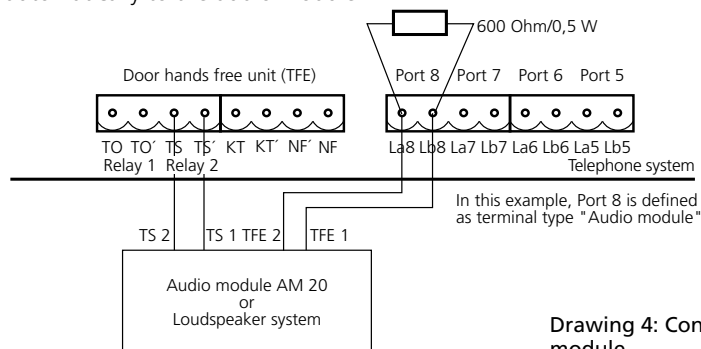 600 Ohm/0,5 W
Door hands free unit (TFE)
Port 8 Port 7 Port 6 Port 5
TO TO´ TS TS´ KT KT´ NF´ NF
La8 Lb8 La7 Lb7 La6 Lb6 La5 Lb5
Relay 1 Relay 2
Telephone system
In this example, Port 8 is defined
as terminal type "Audio module"
TS 2 TS 1 TFE 2 TFE 1
Audio module AM 20
or
Loudspeaker system
Drawing 4: Con
module